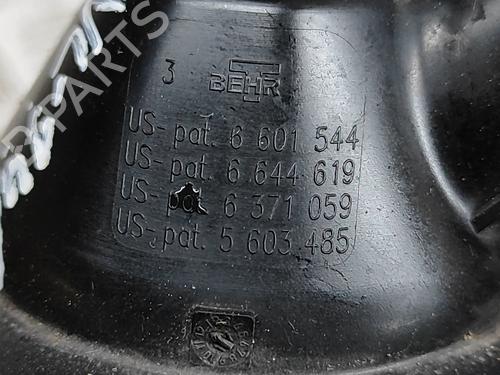 3 BEHR
US-pat. 6 601 544
US-pat. 6 644 619
US-pat. 6 371 059
US-pat. 5 603 485
PARTS